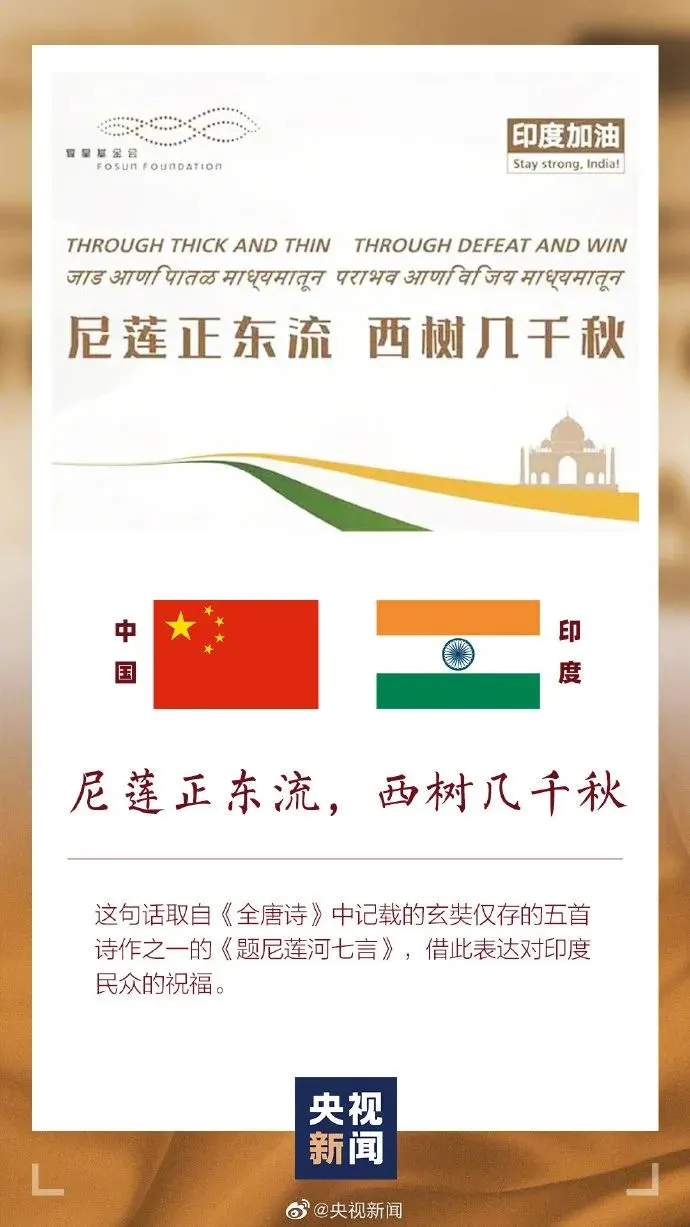 复星基金会
FOSUN FOUNDATION
印度加油
Stay strong, India!
THROUGH THICK AND THIN THROUGH DEFEAT AND WIN
जाड आणि पातळ माध्यमातून पराभव आणि विजय माध्यमातून
尼莲正东流 西树几千秋
中国
印度
尼莲正东流，西树几千秋
这句话取自《全唐诗》中记载的玄奘仅存的五首
诗作之一的《题尼莲河七言》，借此表达对印度
民众的祝福。
央视
新闻
@央视新闻